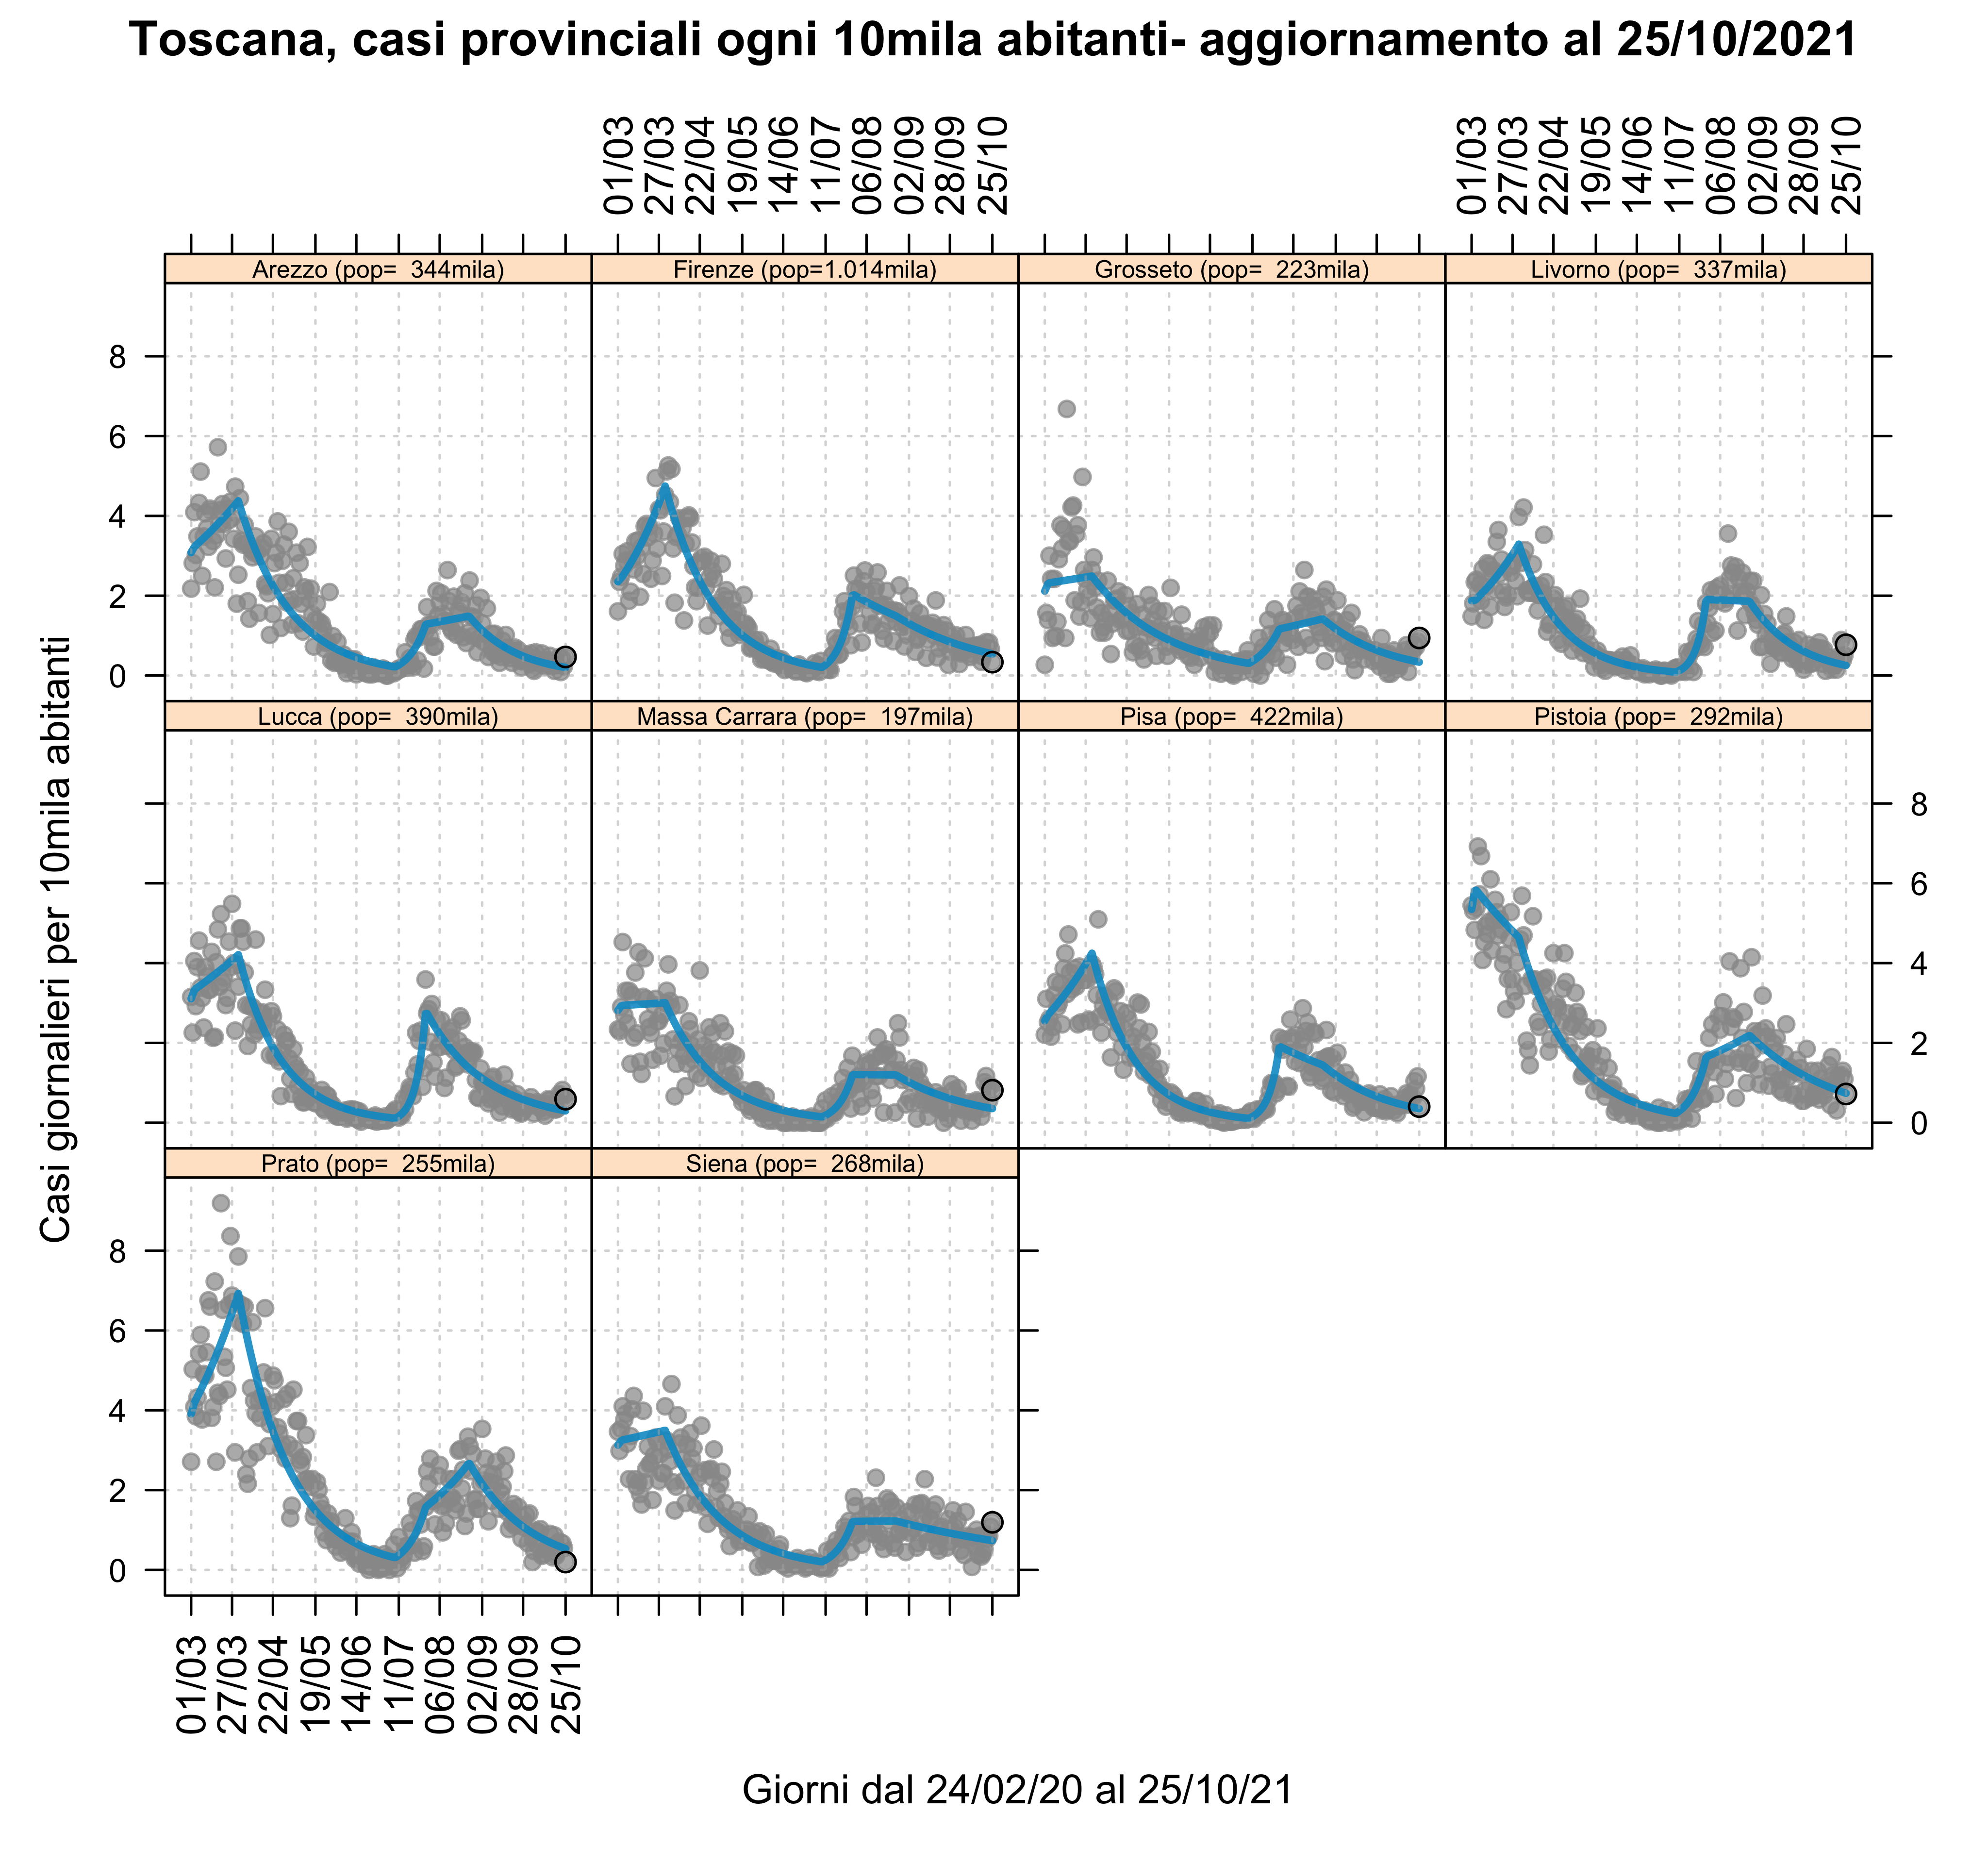 Toscana, casi provinciali ogni 10mila abitanti- aggiornamento al 25/10/2021
01/03 27/03 22/04 19/05 14/06 11/07 06/08 02/09 28/09 25/10 01/03 27/03 22/04 19/05 14/06 11/07 06/08 02/09 28/09 25/10
Arezzo (pop= 344mila) Firenze (pop=1.014mila) Grosseto (pop= 223mila) Livorno (pop= 337mila)
8
6
4
2
0
Lucca (pop= 390mila) Massa Carrara (pop= 197mila) Pisa (pop= 422mila) Pistoia (pop= 292mila)
8
6
4
2
0
Casi giornalieri per 10mila abitanti
Prato (pop= 255mila) Siena (pop= 268mila)
8
6
4
2
0
01/03 27/03 22/04 19/05 14/06 11/07 06/08 02/09 28/09 25/10
Giorni dal 24/02/20 al 25/10/21